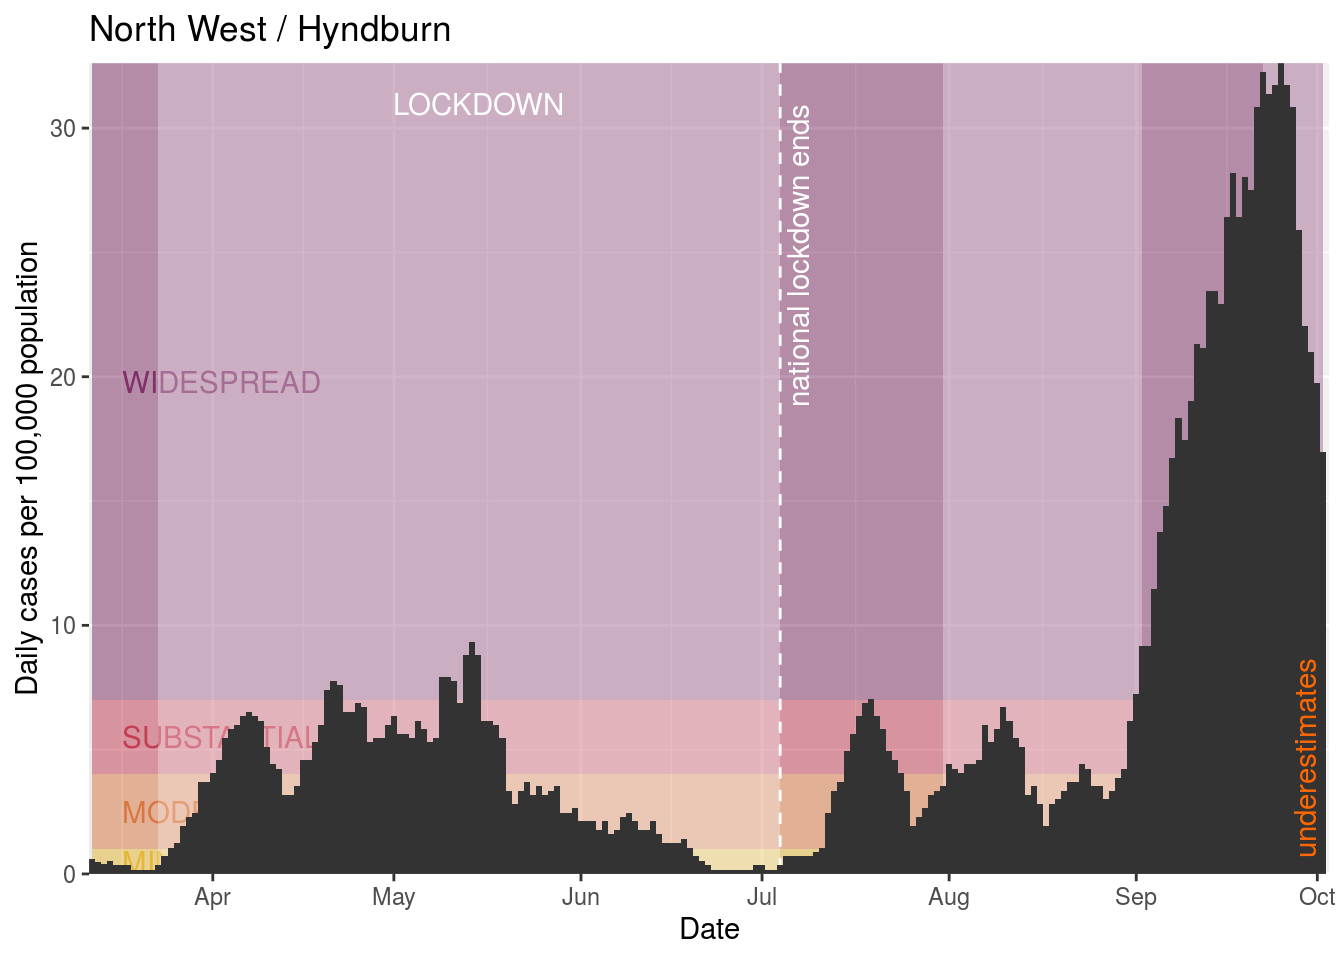 North West / Hyndburn
LOCKDOWN
national lockdown ends
WIDESPREAD
SUBSTANTIAL
underestimates
Daily cases per 100,000 population
30
20
10
0
Apr
May
Jun
Jul
Aug
Sep
Oct
Date